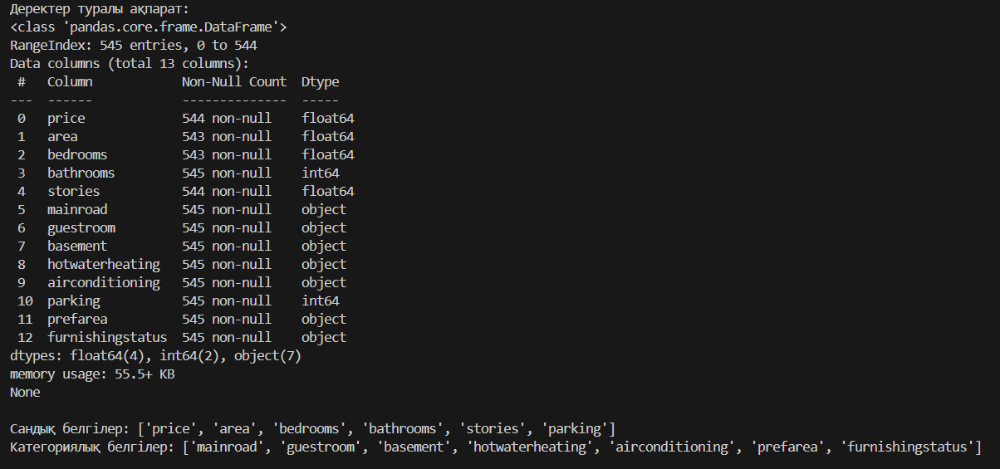 Деректер туралы ақпарат:
<class 'pandas.core.frame.DataFrame'>
RangeIndex: 545 entries, 0 to 544
Data columns (total 13 columns):
 #   Column            Non-Null Count  Dtype
---  ------            --------------  -----
 0   price             544 non-null    float64
 1   area              543 non-null    float64
 2   bedrooms          543 non-null    float64
 3   bathrooms         545 non-null    int64
 4   stories           544 non-null    float64
 5   mainroad          545 non-null    object
 6   guestroom         545 non-null    object
 7   basement          545 non-null    object
 8   hotwaterheating   545 non-null    object
 9   airconditioning   545 non-null    object
 10  parking           545 non-null    int64
 11  prefarea          545 non-null    object
 12  furnishingstatus  545 non-null    object
dtypes: float64(4), int64(2), object(7)
memory usage: 55.5+ KB
None
Сандық белгілер: ['price', 'area', 'bedrooms', 'bathrooms', 'stories', 'parking']
Категориялық белгілер: ['mainroad', 'guestroom', 'basement', 'hotwaterheating', 'airconditioning', 'prefarea', 'furnishingstatus']